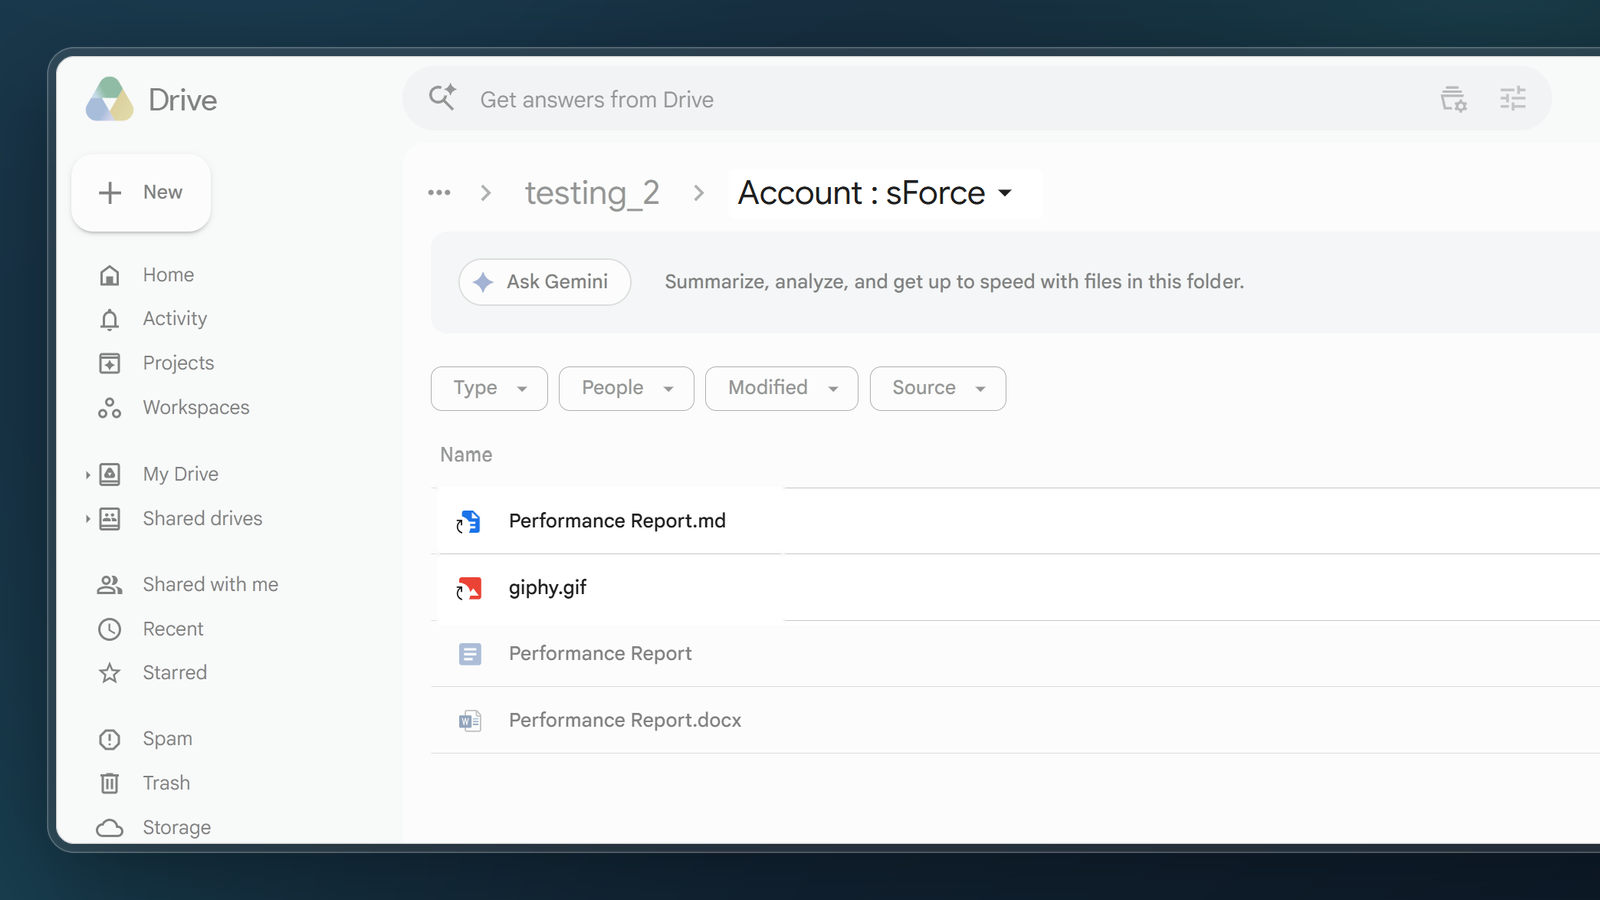 Drive
Get answers from Drive
New
Home
Activity
Projects
Workspaces
My Drive
Shared drives
Shared with me
Recent
Starred
Spam
Trash
Storage
testing_2
Account : sForce
Ask Gemini
Summarize, analyze, and get up to speed with files in this folder.
Type
People
Modified
Source
Name
Performance Report.md
giphy.gif
Performance Report
Performance Report.docx